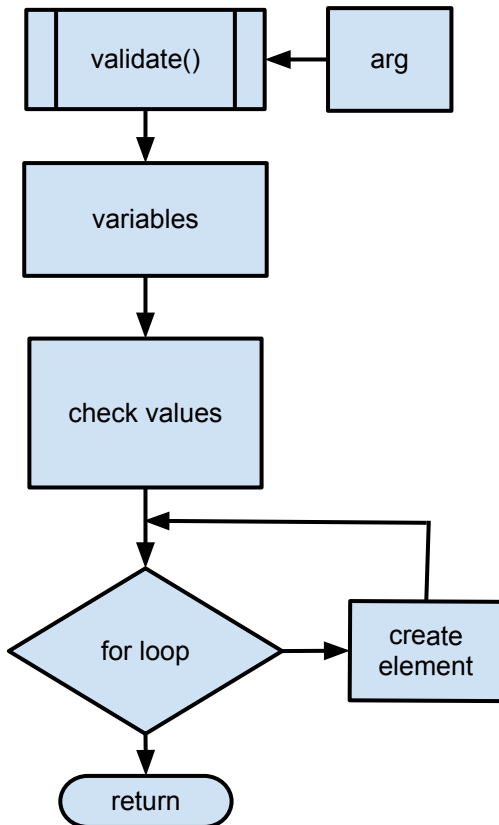 validate()
arg
variables
check values
for loop
create
element
return